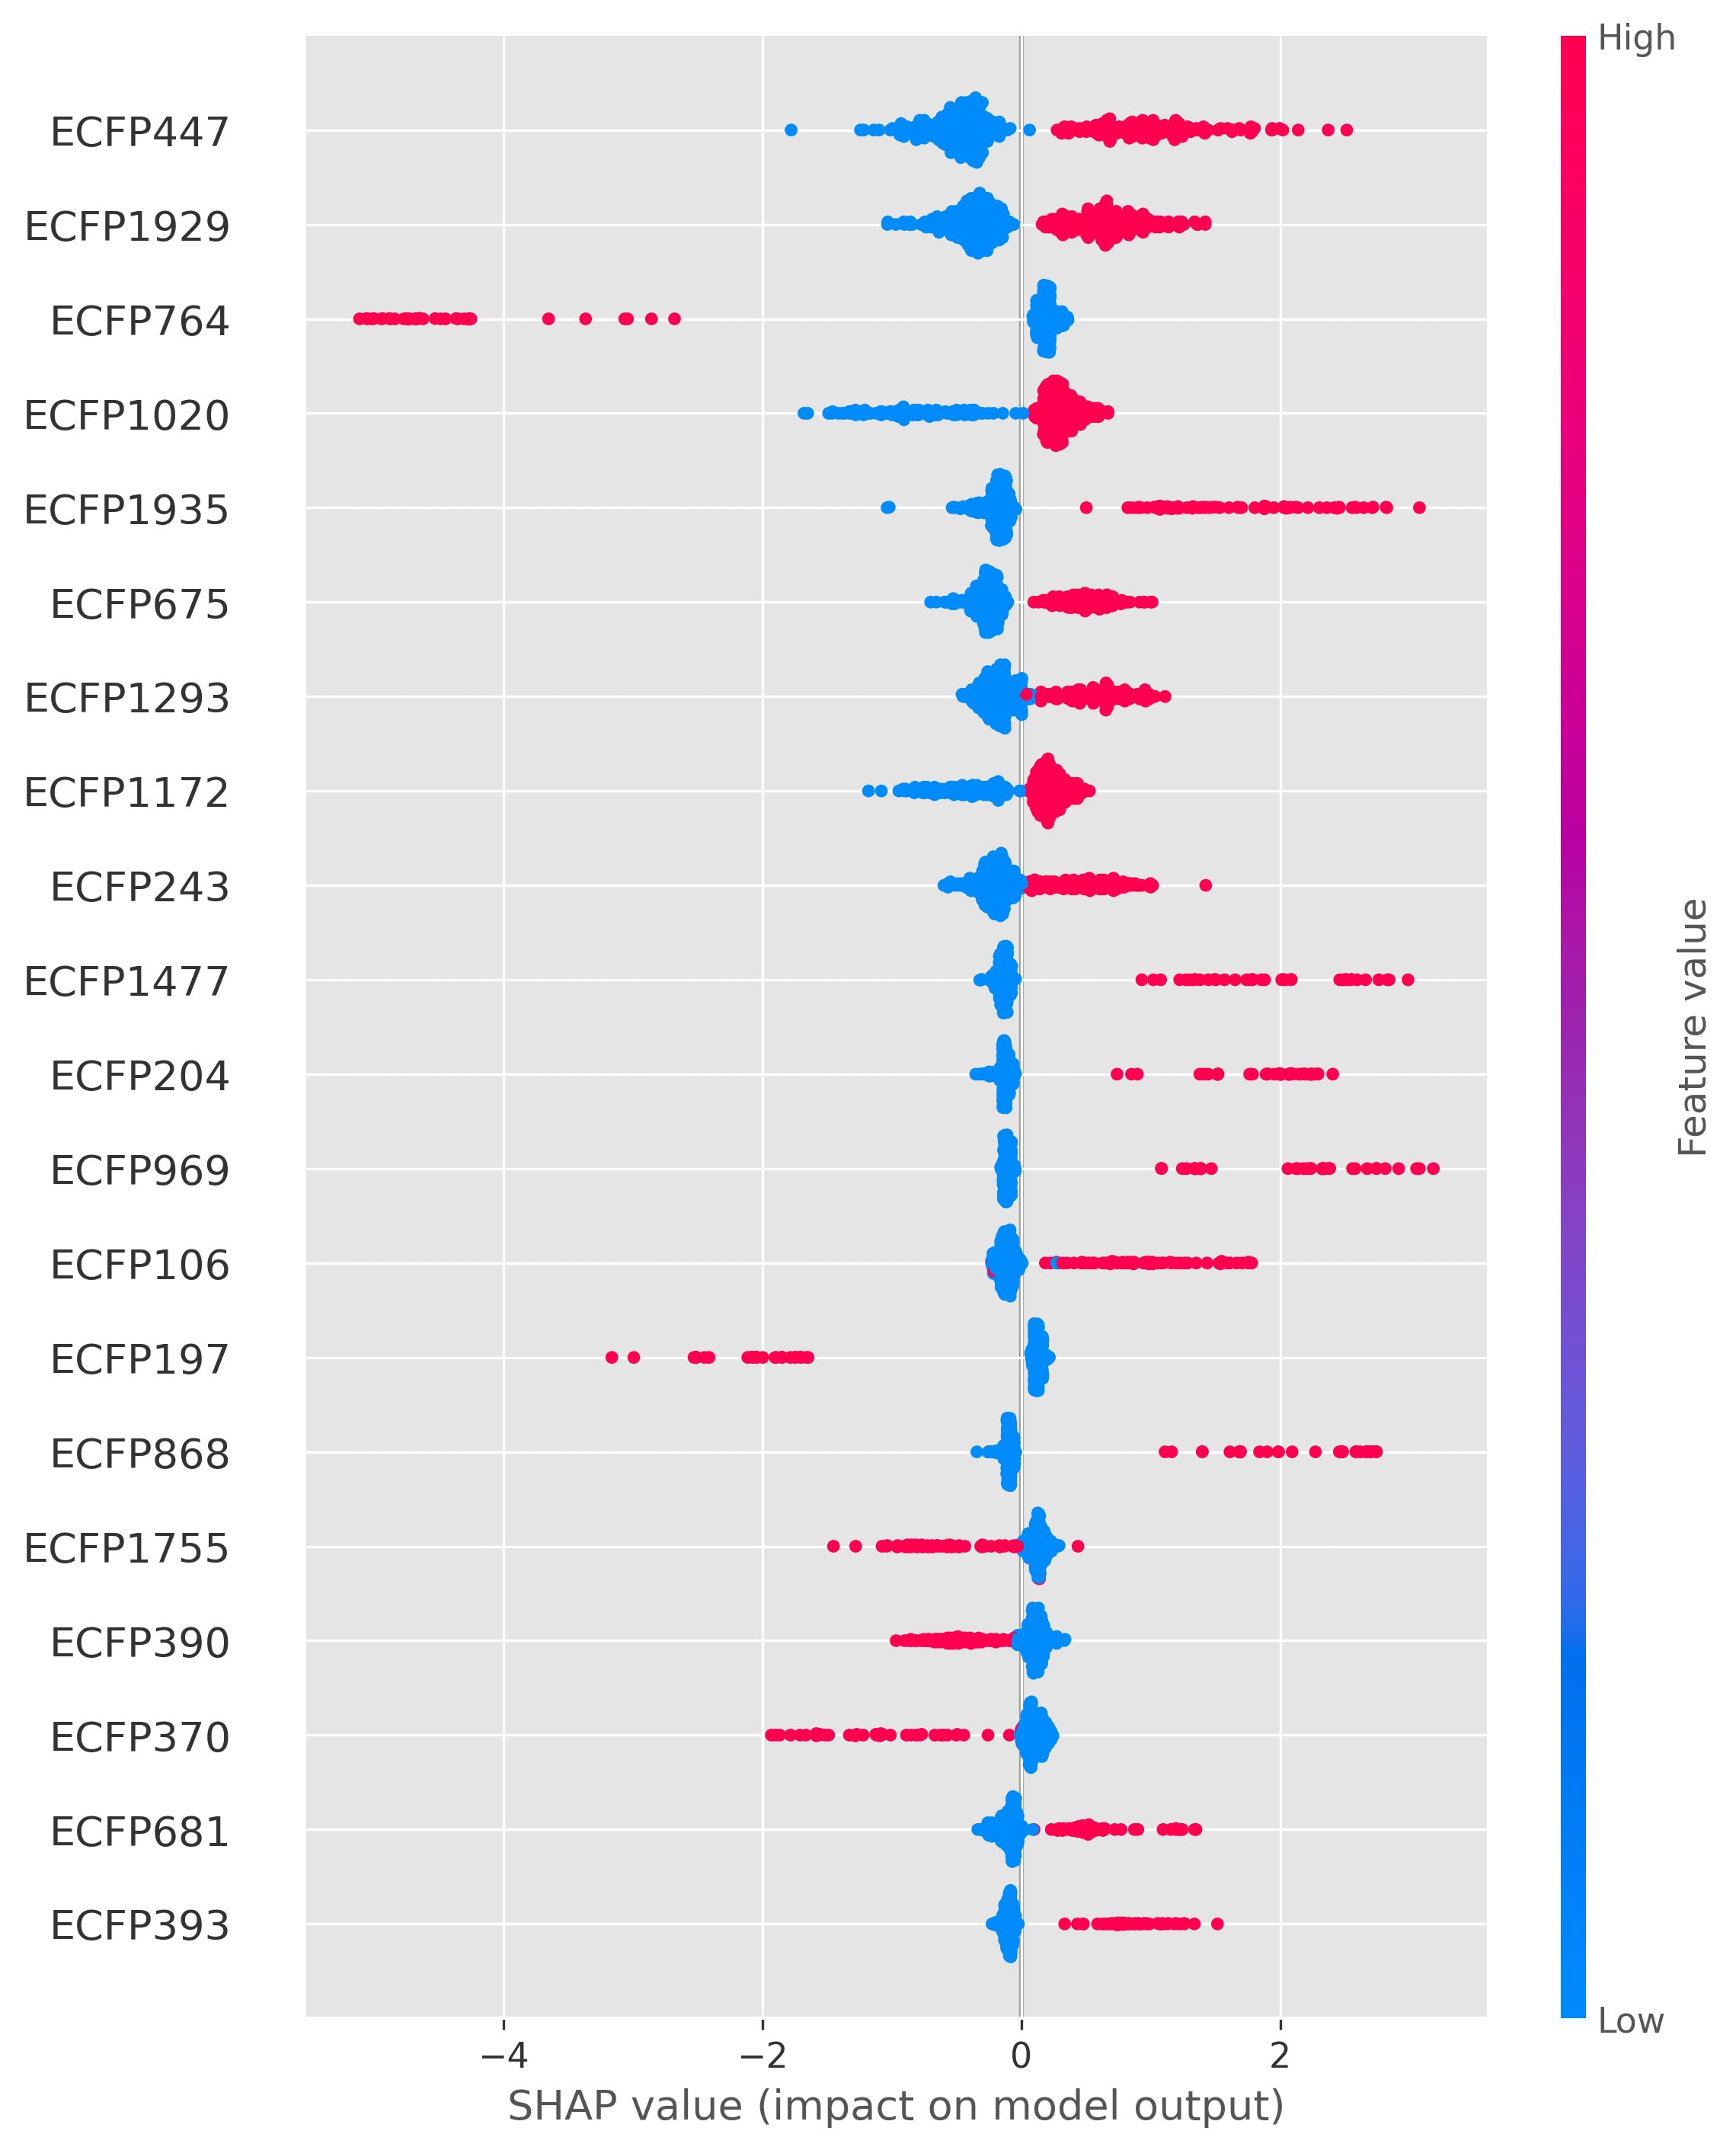 High
ECFP447
ECFP1929
ECFP764
ECFP1020
ECFP1935
ECFP675
ECFP1293
ECFP1172
ECFP243
ECFP1477
ECFP204
ECFP969
ECFP106
ECFP197
ECFP868
ECFP1755
ECFP390
ECFP370
ECFP681
ECFP393
Feature value
Low
−4 −2 0 2
SHAP value (impact on model output)